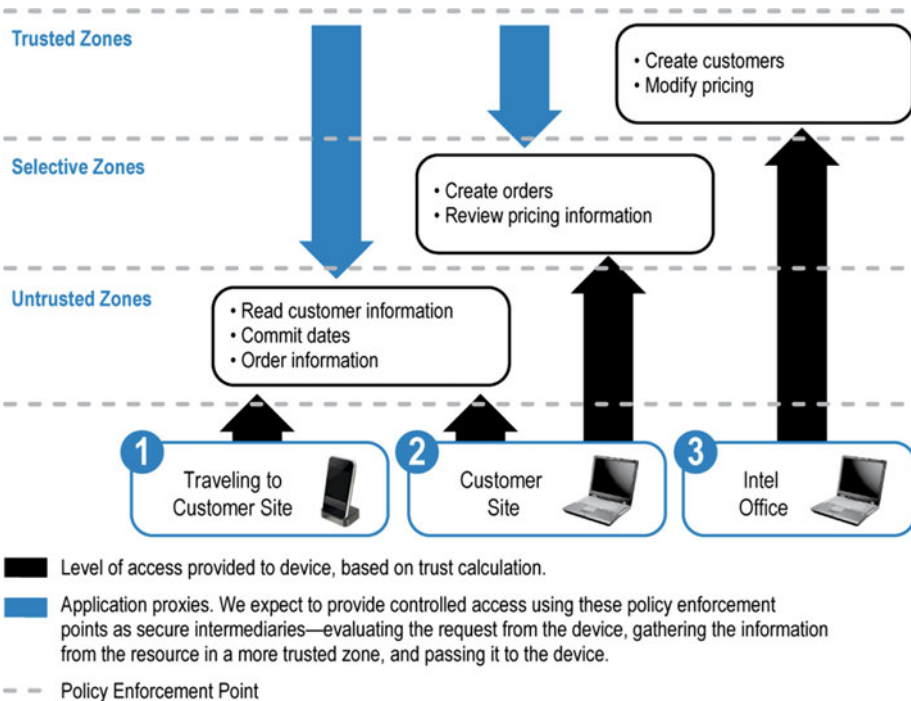 Trusted Zones
• Create customers
• Modify pricing
Selective Zones
• Create orders
• Review pricing information
Untrusted Zones
• Read customer information
• Commit dates
• Order information
1
Traveling to
Customer Site
2
Customer
Site
3
Intel
Office
Level of access provided to device, based on trust calculation.
Application proxies. We expect to provide controlled access using these policy enforcement
points as secure intermediaries—evaluating the request from the device, gathering the information
from the resource in a more trusted zone, and passing it to the device.
Policy Enforcement Point